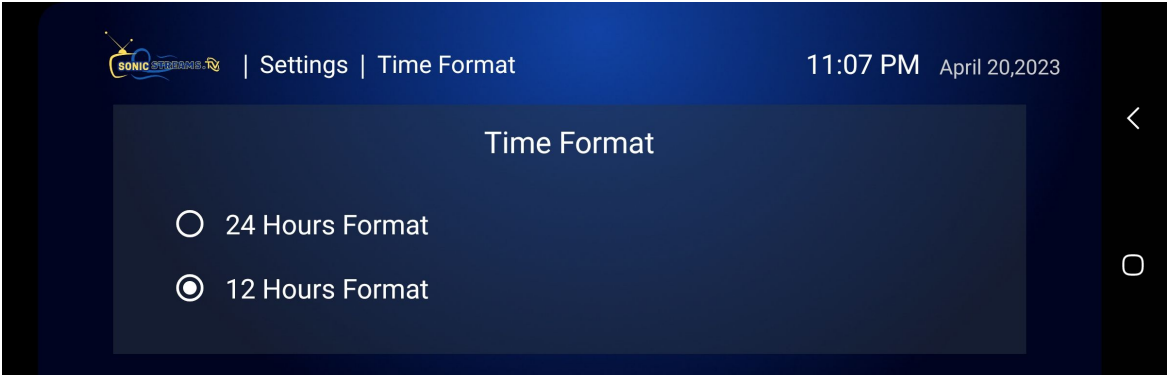 SONIC STREAMS.TV | Settings | Time Format 11:07 PM April 20,2023
Time Format
24 Hours Format
12 Hours Format